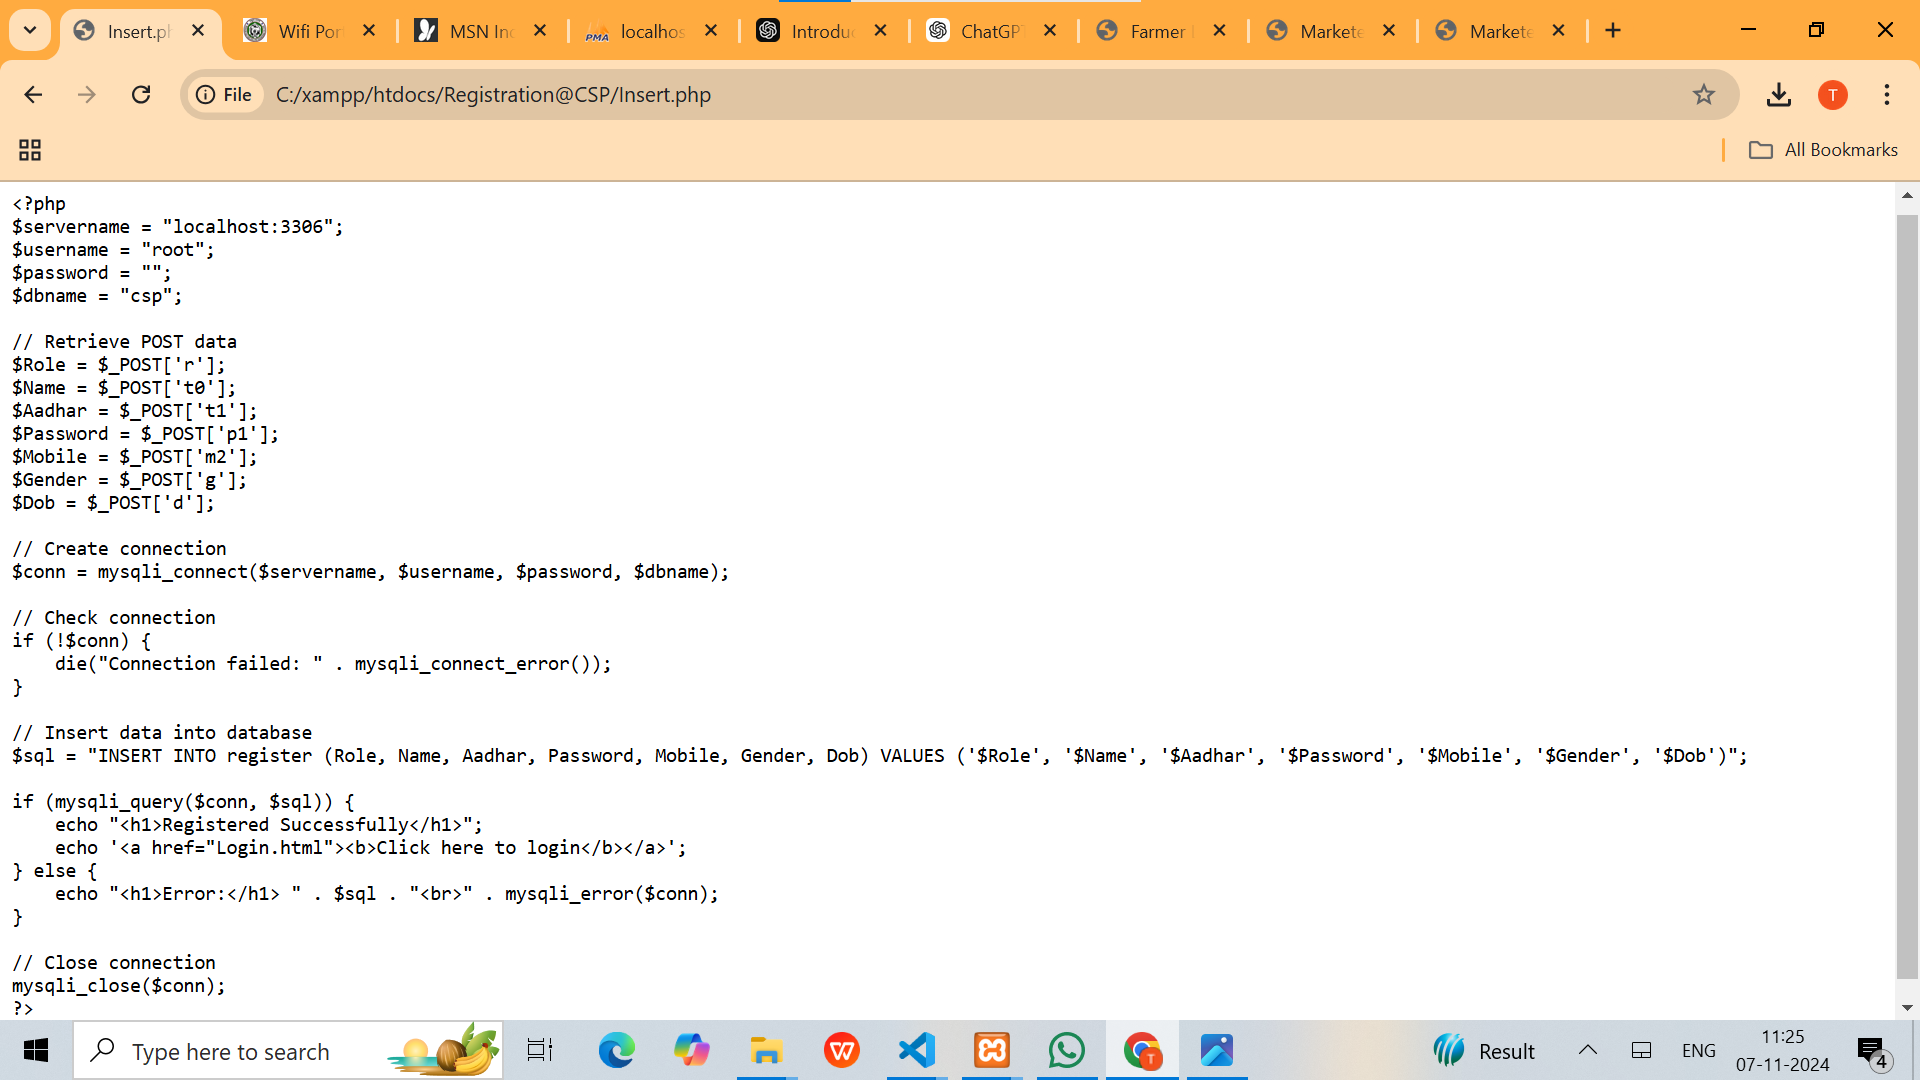 Insert.ph
Wifi Por
MSN Ind
PMA
localhos
Introduc
ChatGPT
Farmer
Markete
Markete
File
C:/xampp/htdocs/Registration@CSP/Insert.php
T
All Bookmarks
<?php
$servername = "localhost:3306";
$username = "root";
$password = "";
$dbname = "csp";
// Retrieve POST data
$Role = $_POST['r'];
$Name = $_POST['t0'];
$Aadhar = $_POST['t1'];
$Password = $_POST['p1'];
$Mobile = $_POST['m2'];
$Gender = $_POST['g'];
$Dob = $_POST['d'];
// Create connection
$conn = mysqli_connect($servername, $username, $password, $dbname);
// Check connection
if (!$conn) {
    die("Connection failed: " . mysqli_connect_error());
}
// Insert data into database
$sql = "INSERT INTO register (Role, Name, Aadhar, Password, Mobile, Gender, Dob) VALUES ('$Role', '$Name', '$Aadhar', '$Password', '$Mobile', '$Gender', '$Dob')";
if (mysqli_query($conn, $sql)) {
    echo "<h1>Registered Successfully</h1>";
    echo '<a href="Login.html"><b>Click here to login</b></a>';
} else {
    echo "<h1>Error:</h1> " . $sql . "<br>" . mysqli_error($conn);
}
// Close connection
mysqli_close($conn);
?>
Type here to search
W
T
Result
ENG
11:25
07-11-2024
4